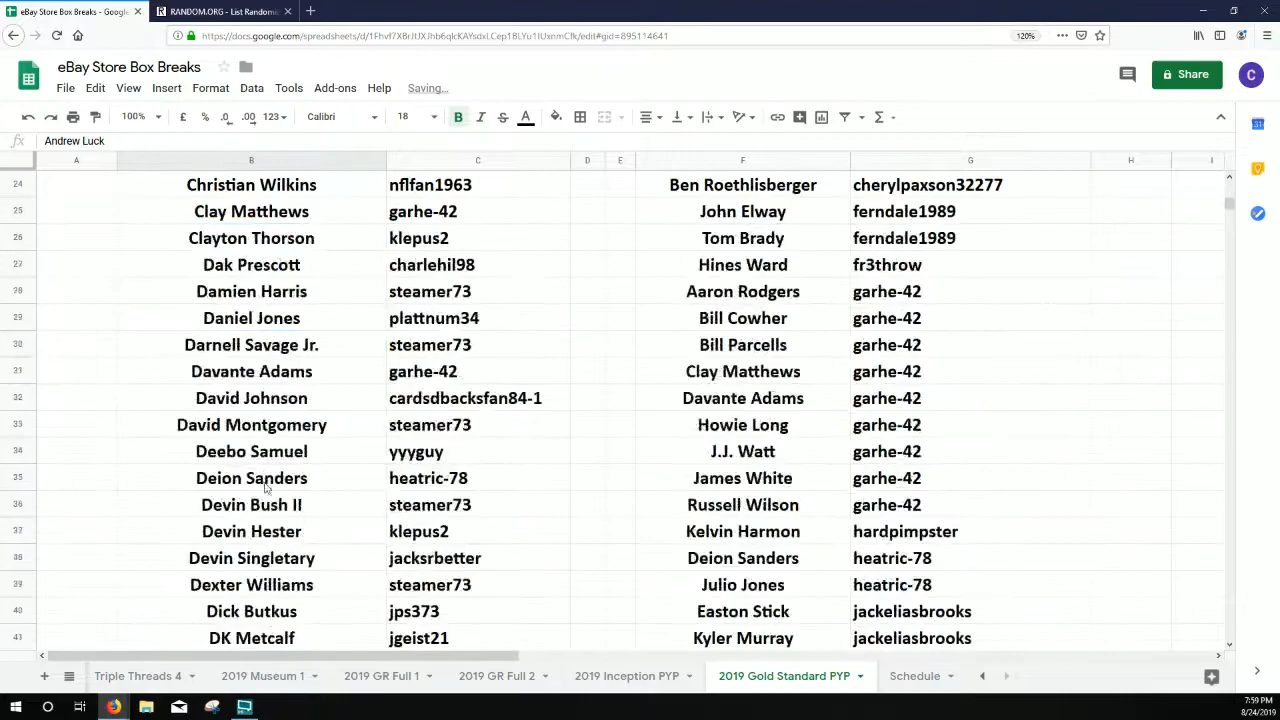 eBay Store Box Breaks - Google
RANDOM.ORG - List Randomiz
120%
eBay Store Box Breaks
File Edit View Insert Format Data Tools Add-ons Help Saving...
Share
C
100% £ % .0 .00 123 Calibri 18 B I S A
fx Andrew Luck
A B C D E F G H I
24 Christian Wilkins nflfan1963 Ben Roethlisberger cherylpaxson32277
25 Clay Matthews garhe-42 John Elway ferndale1989
26 Clayton Thorson klepus2 Tom Brady ferndale1989
27 Dak Prescott charlehil98 Hines Ward fr3throw
28 Damien Harris steamer73 Aaron Rodgers garhe-42
29 Daniel Jones plattnum34 Bill Cowher garhe-42
30 Darnell Savage Jr. steamer73 Bill Parcells garhe-42
31 Davante Adams garhe-42 Clay Matthews garhe-42
32 David Johnson cardsdbacksfan84-1 Davante Adams garhe-42
33 David Montgomery steamer73 Howie Long garhe-42
34 Deebo Samuel yyyguy J.J. Watt garhe-42
35 Deion Sanders heatric-78 James White garhe-42
36 Devin Bush II steamer73 Russell Wilson garhe-42
37 Devin Hester klepus2 Kelvin Harmon hardpimpster
38 Devin Singletary jacksrbetter Deion Sanders heatric-78
39 Dexter Williams steamer73 Julio Jones heatric-78
40 Dick Butkus jps373 Easton Stick jackeliasbrooks
41 DK Metcalf jgeist21 Kyler Murray jackeliasbrooks
Triple Threads 4 2019 Museum 1 2019 GR Full 1 2019 GR Full 2 2019 Inception PYP 2019 Gold Standard PYP Schedule
7:59 PM
8/24/2019